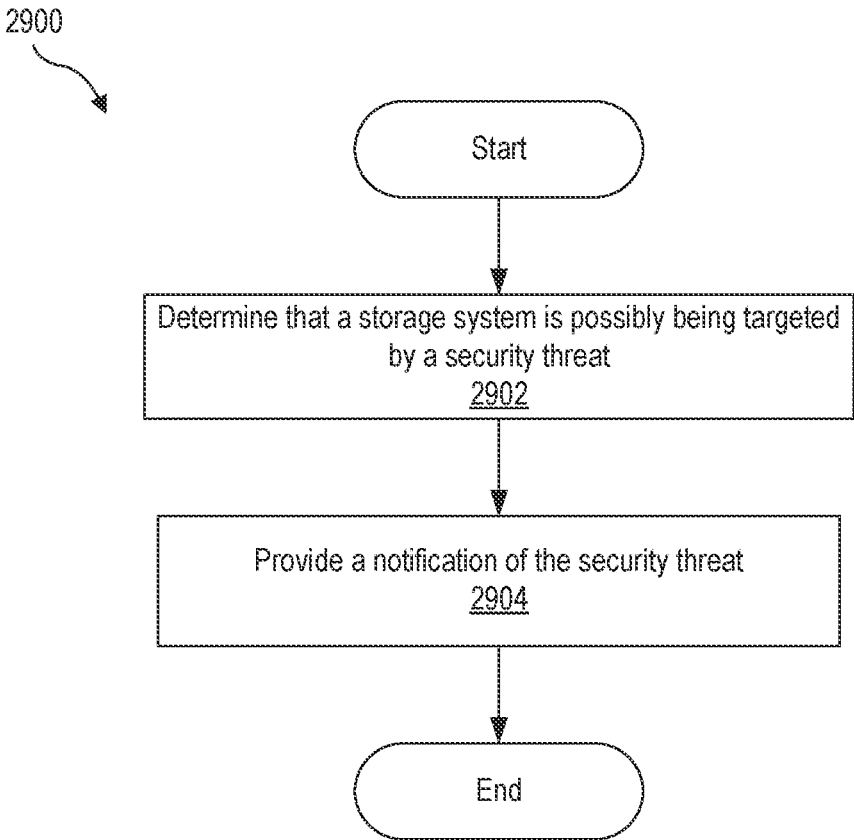 2900
Start
Determine that a storage system is possibly being targeted
by a security threat
2902
Provide a notification of the security threat
2904
End